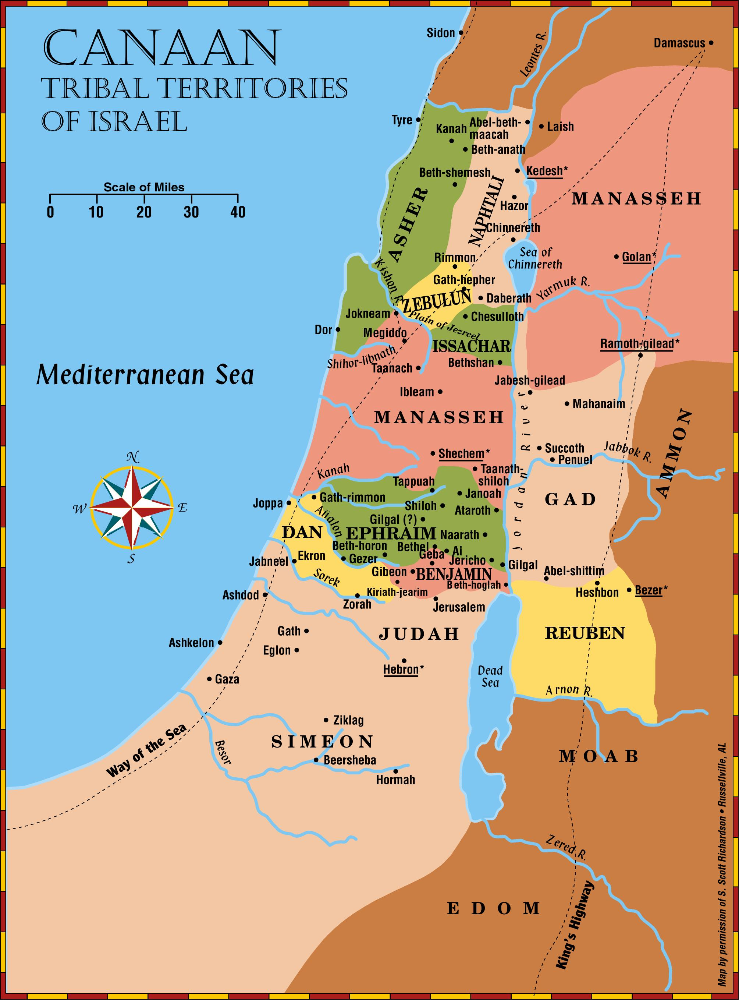 CANAAN
TRIBAL TERRITORIES
OF ISRAEL
Scale of Miles
0 10 20 30 40
Mediterranean Sea
N
W
E
S
Sidon
Damascus
Leontes R.
Tyre
Kanah
Abel-beth-
maacah
Laish
Beth-anath
Beth-shemesh
Kedesh*
NAPHTALI
MANASSEH
ASHER
Hazor
Chinnereth
Sea of
Chinnereth
Rimmon
Golan*
Kishon R.
Gath-hepher
Yarmuk R.
ZEBULUN
Daberath
Jokneam
Chesulloth
Plain of Jezreel
Dor
Megiddo
ISSACHAR
Ramoth-gilead*
Shihor-libnath
Bethshan
Taanach
Jabesh-gilead
Ibleam
Mahanaim
MANASSEH
Jordan River
AMMON
Shechem*
Succoth
Penuel
Jabbok R.
Kanah
Taanath-
shiloh
Tappuah
Janoah
Gath-rimmon
Joppa
Shiloh
Ataroth
GAD
Aijalon
Gilgal (?)
DAN
EPHRAIM
Naarath
Beth-horon
Bethel
Ai
Geba
Jabneel
Ekron
Gezer
Jericho
Gilgal
Gibeon
BENJAMIN
Abel-shittim
Sorek
Beth-hoglah
Kiriath-jearim
Heshbon
Bezer*
Ashdod
Zorah
Jerusalem
Gath
JUDAH
REUBEN
Ashkelon
Eglon
Hebron*
Dead
Sea
Gaza
Arnon R.
Ziklag
Way of the Sea
SIMEON
Besor
Beersheba
MOAB
Hormah
Zered R.
EDOM
King's Highway
Map by permission of S. Scott Richardson • Russellville, AL